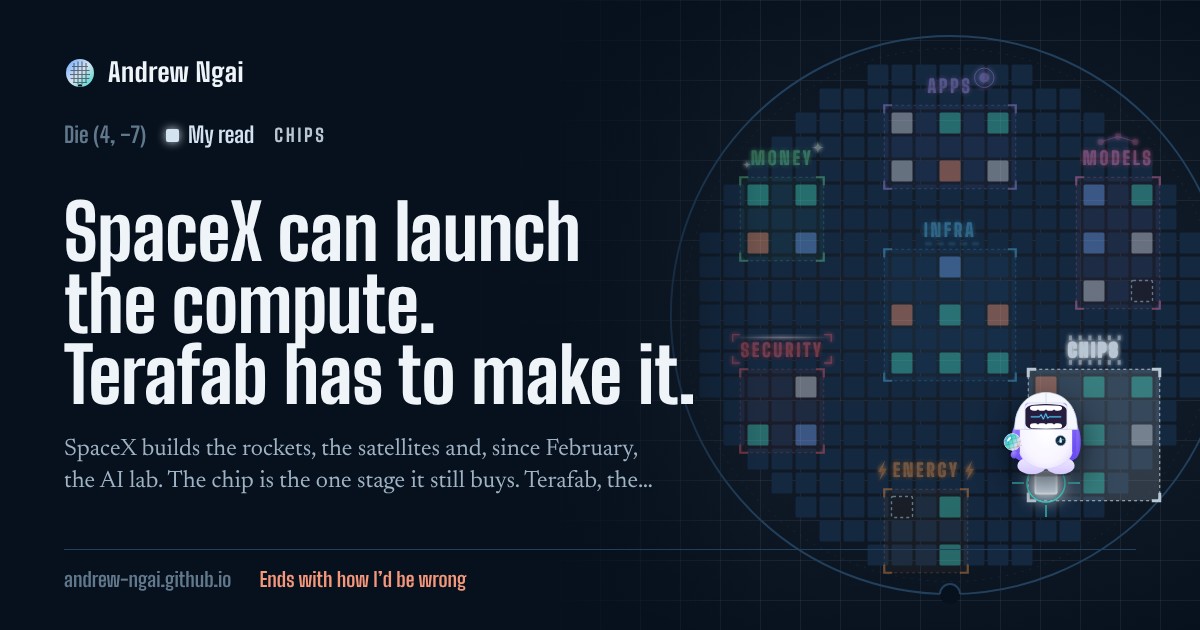 Andrew Ngai
Die (4, −7) My read CHIPS
SpaceX can launch
the compute.
Terafab has to make it.
SpaceX builds the rockets, the satellites and, since February,
the AI lab. The chip is the one stage it still buys. Terafab, the...
andrew-ngai.github.io Ends with how I’d be wrong
APPS
MONEY
MODELS
INFRA
SECURITY
CHIPS
ENERGY